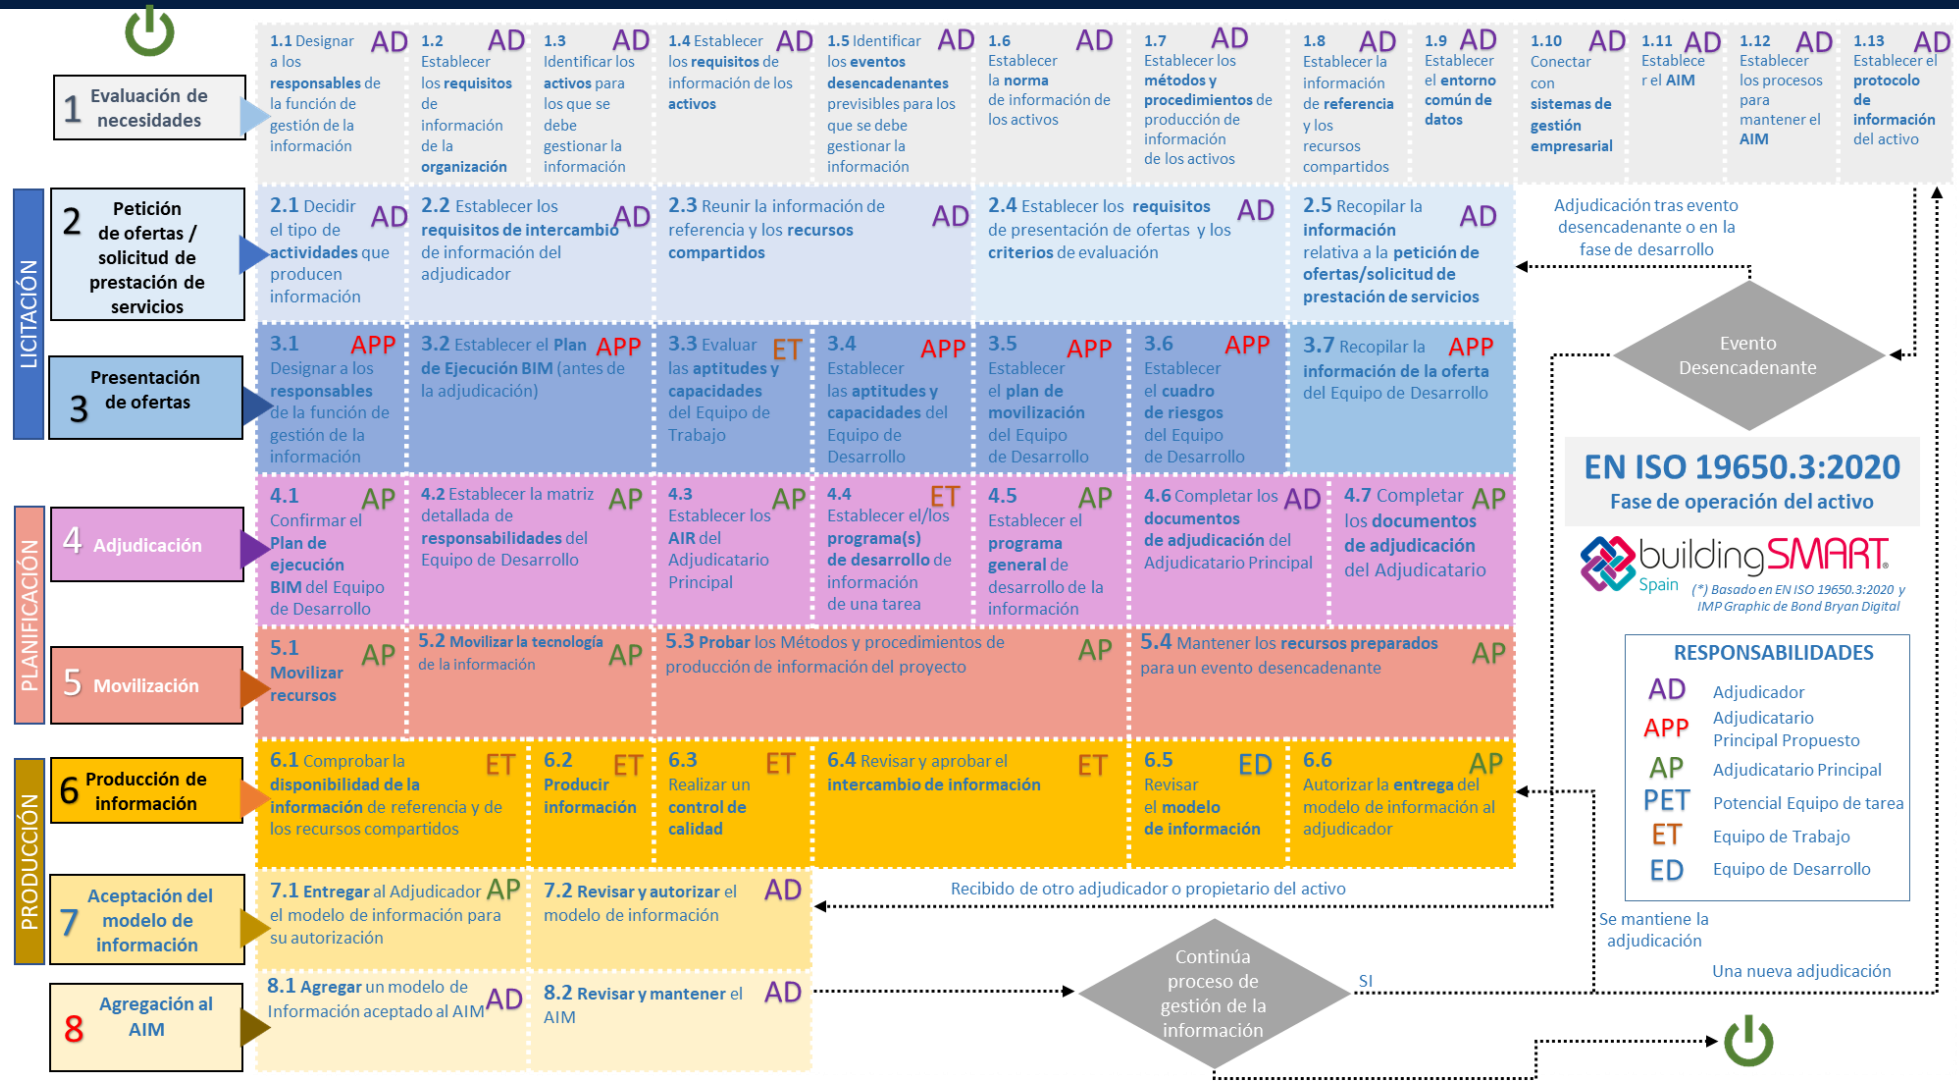 1 Evaluación de
necesidades
1.1 Designar AD
a los
responsables de
la función de
gestión de la
información
1.2 AD
Establecer
los requisitos
de
información
de la
organización
1.3 AD
Identificar los
activos para
los que se
debe
gestionar la
información
1.4 Establecer AD
los requisitos de
información de los
activos
1.5 Identificar AD
los eventos
desencadenantes
previsibles para los
que se debe
gestionar la
información
1.6 AD
Establecer
la norma
de información de
los activos
1.7 AD
Establecer los
métodos y
procedimientos de
producción de
información
de los activos
1.8 AD
Establecer la
información
de referencia
y los
recursos
compartidos
1.9 AD
Establecer
el entorno
común de
datos
1.10 AD
Conectar
con
sistemas de
gestión
empresarial
1.11 AD
Establece
r el AIM
1.12 AD
Establecer
los procesos
para
mantener el
AIM
1.13 AD
Establecer el
protocolo
de
información
del activo
LICITACIÓN
2 Petición
de ofertas /
solicitud de
prestación de
servicios
2.1 Decidir AD
el tipo de
actividades que
producen
información
2.2 Establecer los AD
requisitos de intercambio
de información del
adjudicador
2.3 Reunir la información de AD
referencia y los recursos
compartidos
2.4 Establecer los requisitos AD
de presentación de ofertas y los
criterios de evaluación
2.5 Recopilar la AD
información
relativa a la petición de
ofertas/solicitud de
prestación de servicios
Adjudicación tras evento
desencadenante o en la
fase de desarrollo
Evento
Desencadenante
3 Presentación
de ofertas
3.1 APP
Designar a los
responsables
de la función de
gestión de la
información
3.2 Establecer el Plan APP
de Ejecución BIM (antes de
la adjudicación)
3.3 Evaluar ET
las aptitudes y
capacidades
del Equipo de
Trabajo
3.4 APP
Establecer
las aptitudes y
capacidades del
Equipo de
Desarrollo
3.5 APP
Establecer
el plan de
movilización
del Equipo
de Desarrollo
3.6 APP
Establecer
el cuadro
de riesgos
del Equipo
de Desarrollo
3.7 Recopilar la APP
información de la oferta
del Equipo de Desarrollo
EN ISO 19650.3:2020
Fase de operación del activo
buildingSMART®
Spain
(*) Basado en EN ISO 19650.3:2020 y
IMP Graphic de Bond Bryan Digital
PLANIFICACIÓN
4 Adjudicación
4.1 AP
Confirmar el
Plan de
ejecución
BIM del Equipo
de Desarrollo
4.2 Establecer la matriz AP
detallada de
responsabilidades del
Equipo de Desarrollo
4.3 AP
Establecer los
AIR del
Adjudicatario
Principal
4.4 ET
Establecer el/los
programa(s)
de desarrollo de
información
de una tarea
4.5 AP
Establecer el
programa
general de
desarrollo de la
información
4.6 Completar los AD
documentos
de adjudicación del
Adjudicatario Principal
4.7 Completar AP
los documentos
de adjudicación
del Adjudicatario
5 Movilización
5.1 AP
Movilizar
recursos
5.2 Movilizar la tecnología AP
de la información
5.3 Probar los Métodos y procedimientos de AP
producción de información del proyecto
5.4 Mantener los recursos preparados AP
para un evento desencadenante
RESPONSABILIDADES
AD Adjudicador
APP Adjudicatario
Principal Propuesto
AP Adjudicatario Principal
PET Potencial Equipo de tarea
ET Equipo de Trabajo
ED Equipo de Desarrollo
PRODUCCIÓN
6 Producción de
información
6.1 Comprobar la ET
disponibilidad de la
información de referencia y de
los recursos compartidos
6.2 ET
Producir
información
6.3 ET
Realizar un
control de
calidad
6.4 Revisar y aprobar el ET
intercambio de información
6.5 ED
Revisar
el modelo
de información
6.6 AP
Autorizar la entrega del
modelo de información al
adjudicador
7 Aceptación del
modelo de
información
7.1 Entregar al Adjudicador AP
el modelo de información para
su autorización
7.2 Revisar y autorizar el AD
modelo de información
Recibido de otro adjudicador o propietario del activo
Se mantiene la
adjudicación
Una nueva adjudicación
8 Agregación al
AIM
8.1 Agregar un modelo de AD
Información aceptado al AIM
8.2 Revisar y mantener el AD
AIM
Continúa
proceso de
gestión de la
información
SI